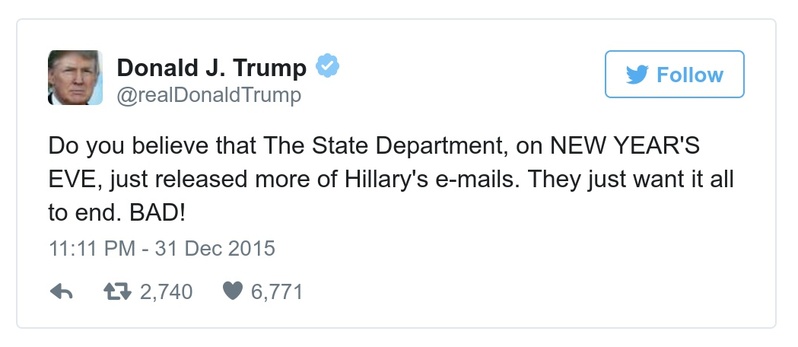 Donald J. Trump
@realDonaldTrump
Follow
Do you believe that The State Department, on NEW YEAR'S
EVE, just released more of Hillary's e-mails. They just want it all
to end. BAD!
11:11 PM - 31 Dec 2015
2,740 6,771